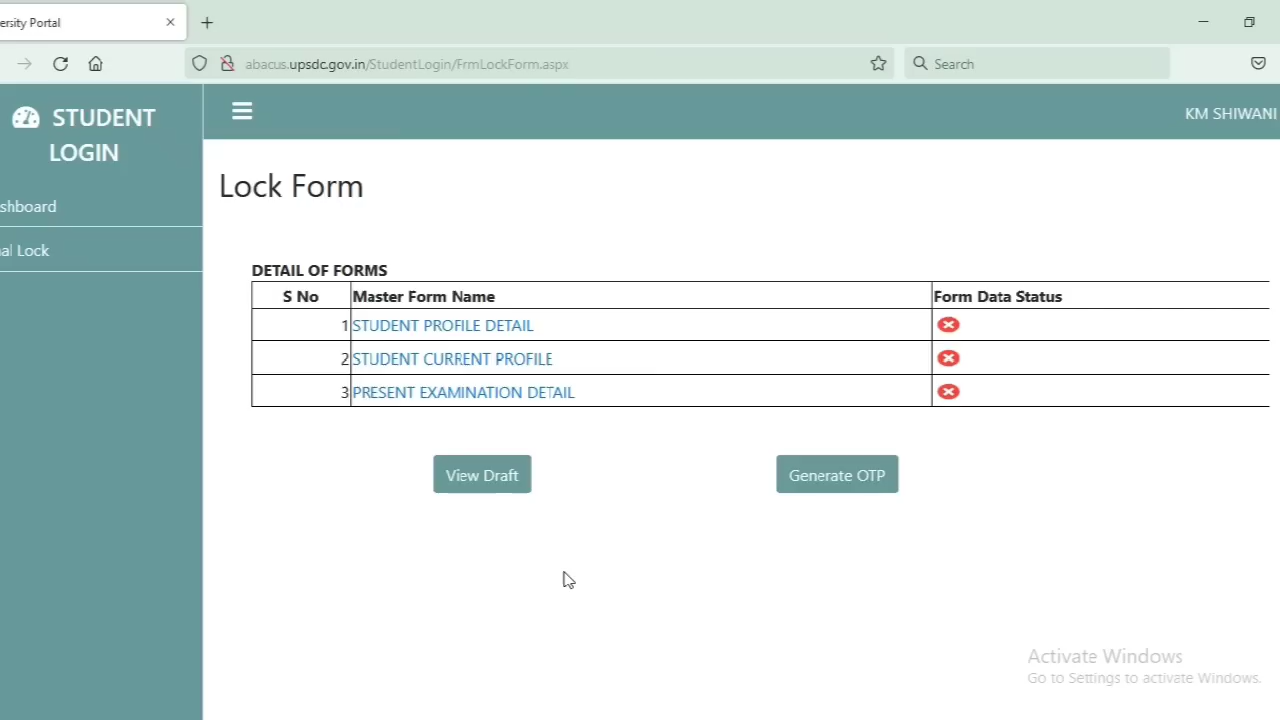 ersity Portal
abacus.upsdc.gov.in/StudentLogin/FrmLockForm.aspx
Search
STUDENT
LOGIN
KM SHIWANI
shboard
al Lock
Lock Form
DETAIL OF FORMS
S No Master Form Name Form Data Status
1 STUDENT PROFILE DETAIL
2 STUDENT CURRENT PROFILE
3 PRESENT EXAMINATION DETAIL
View Draft Generate OTP
Activate Windows
Go to Settings to activate Windows.